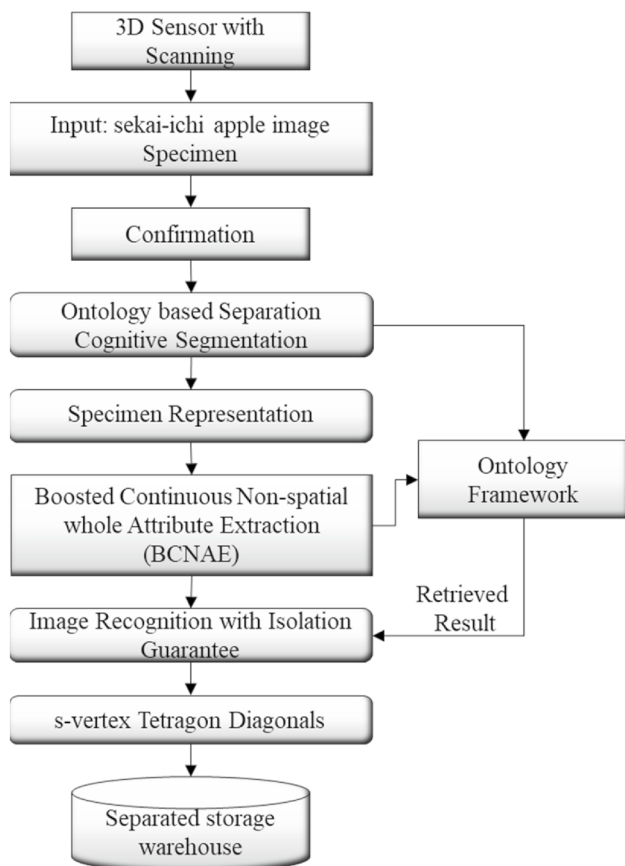 3D Sensor with
Scanning
Input: sekai-ichi apple image
Specimen
Confirmation
Ontology based Separation
Cognitive Segmentation
Specimen Representation
Boosted Continuous Non-spatial
whole Attribute Extraction
(BCNAE)
Ontology
Framework
Retrieved
Result
Image Recognition with Isolation
Guarantee
s-vertex Tetragon Diagonals
Separated storage
warehouse